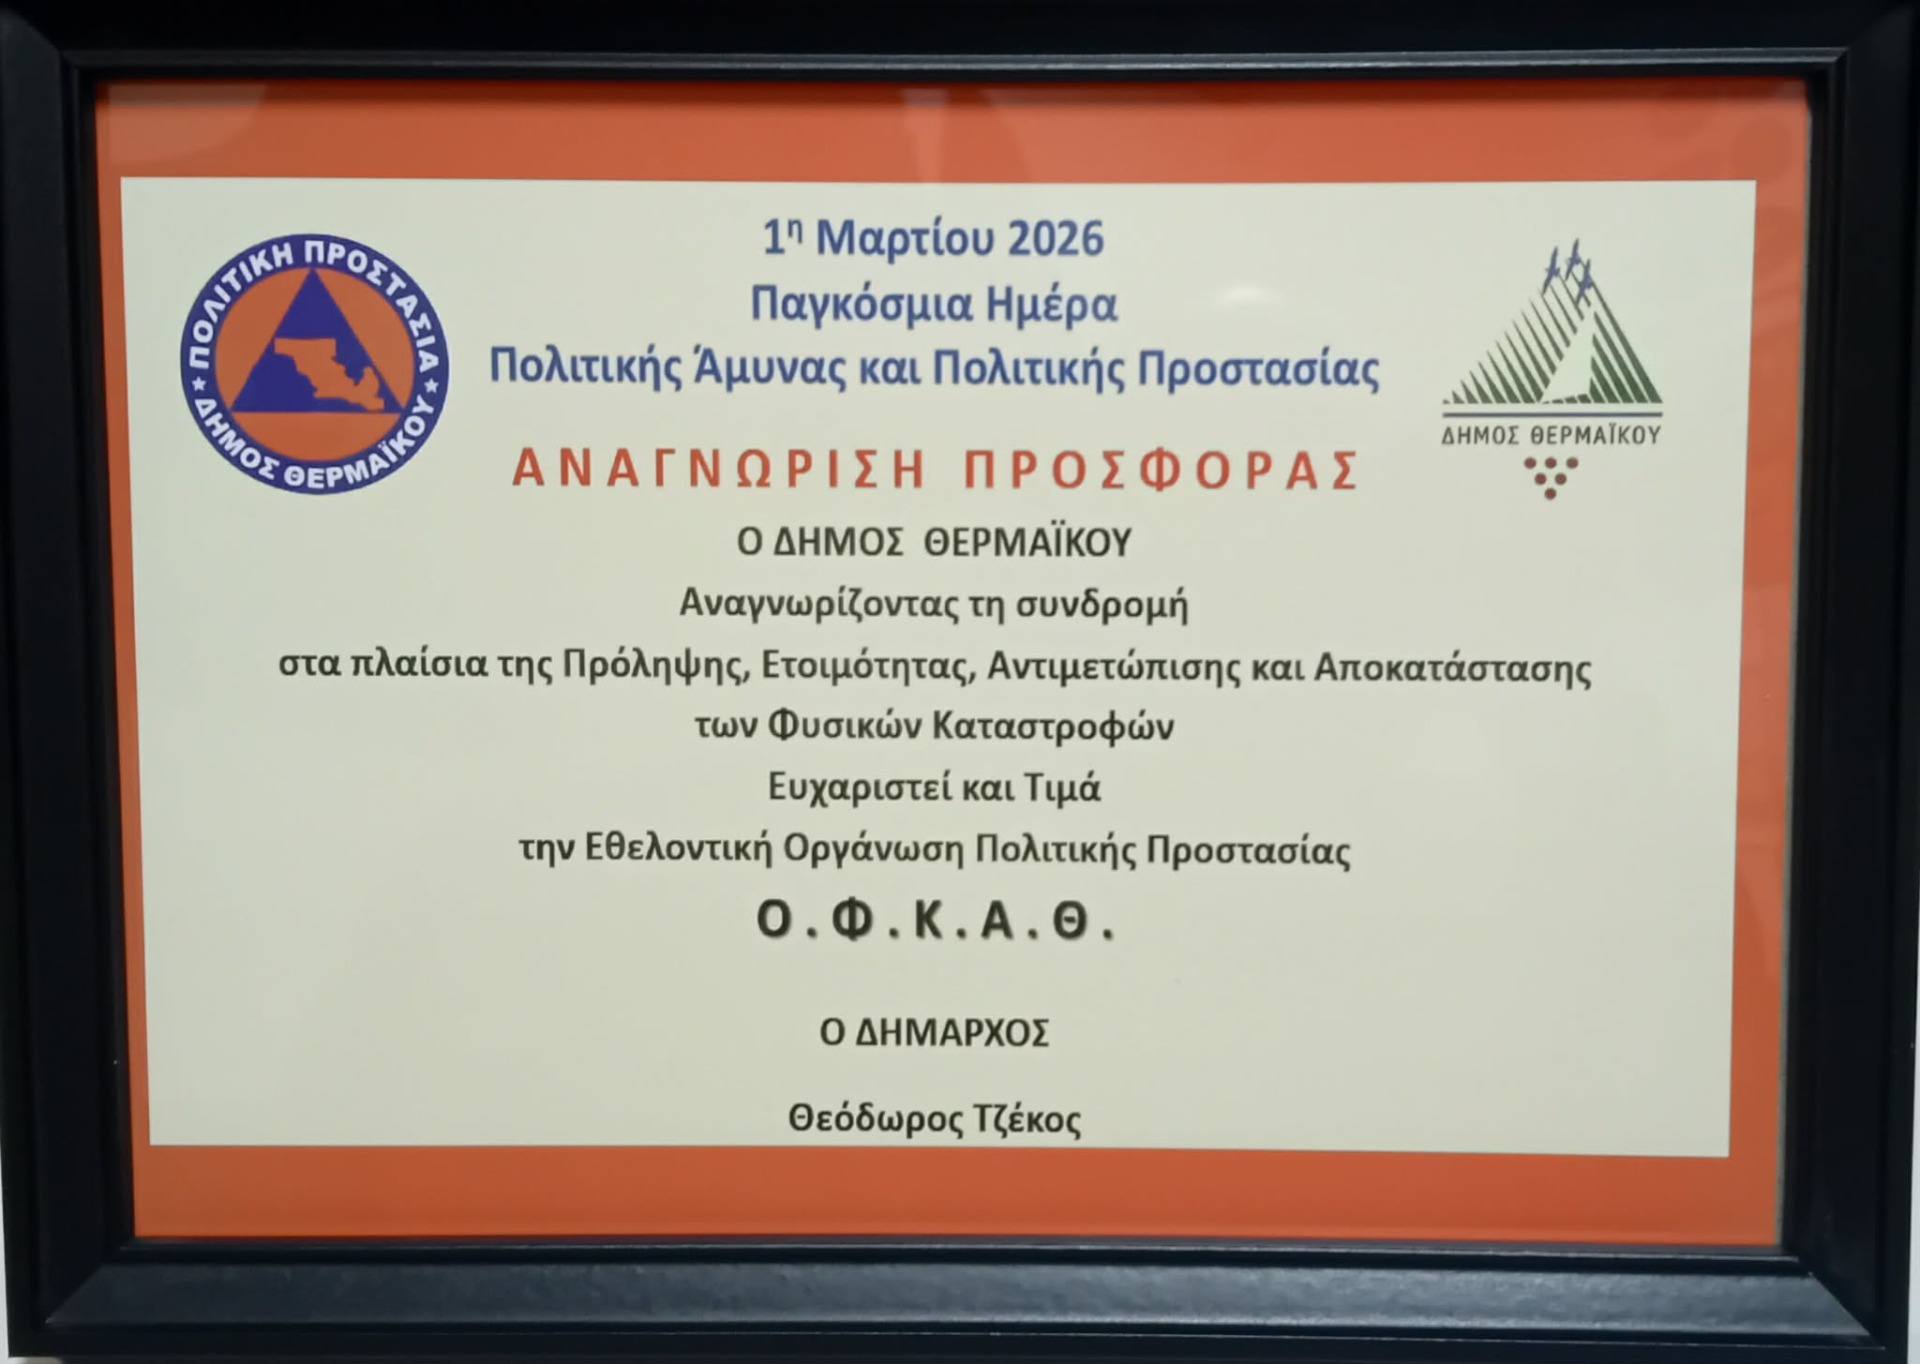 ΠΟΛΙΤΙΚΗ ΠΡΟΣΤΑΣΙΑ
ΔΗΜΟΣ ΘΕΡΜΑΪΚΟΥ
1η Μαρτίου 2026
Παγκόσμια Ημέρα
Πολιτικής Άμυνας και Πολιτικής Προστασίας
ΔΗΜΟΣ ΘΕΡΜΑΪΚΟΥ
ΑΝΑΓΝΩΡΙΣΗ ΠΡΟΣΦΟΡΑΣ
Ο ΔΗΜΟΣ ΘΕΡΜΑΪΚΟΥ
Αναγνωρίζοντας τη συνδρομή
στα πλαίσια της Πρόληψης, Ετοιμότητας, Αντιμετώπισης και Αποκατάστασης
των Φυσικών Καταστροφών
Ευχαριστεί και Τιμά
την Εθελοντική Οργάνωση Πολιτικής Προστασίας
Ο.Φ.Κ.Α.Θ.
Ο ΔΗΜΑΡΧΟΣ
Θεόδωρος Τζέκος